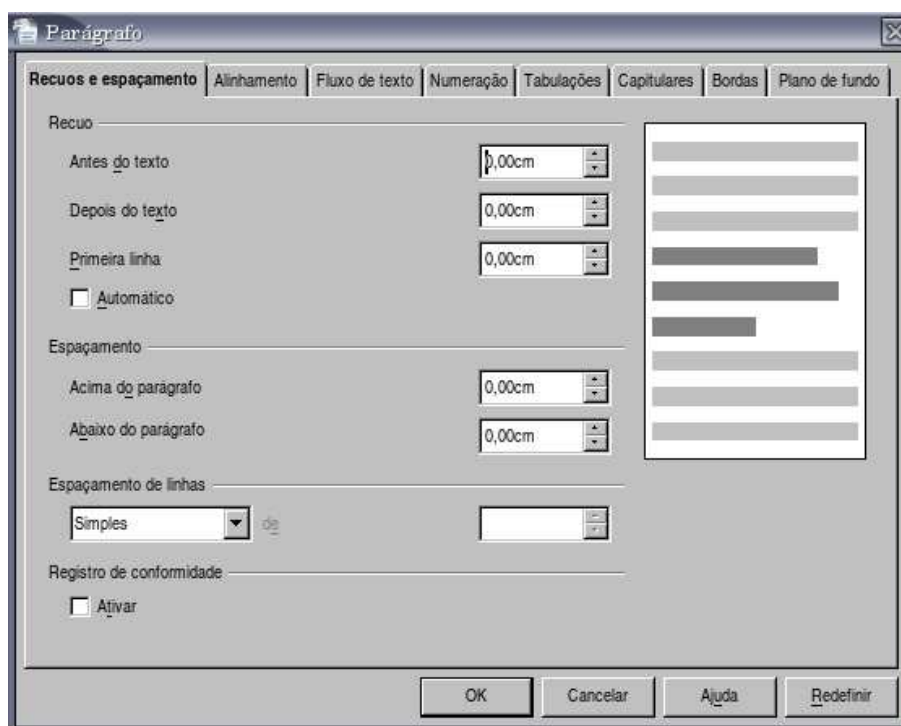 Parágrafo
Recuos e espaçamento Alinhamento Fluxo de texto Numeração Tabulações Capitulares Bordas Plano de fundo
Recuo
Antes do texto 0,00cm
Depois do texto 0,00cm
Primeira linha 0,00cm
Automático
Espaçamento
Acima do parágrafo 0,00cm
Abaixo do parágrafo 0,00cm
Espaçamento de linhas
Simples de
Registro de conformidade
Ativar
OK Cancelar Ajuda Redefinir